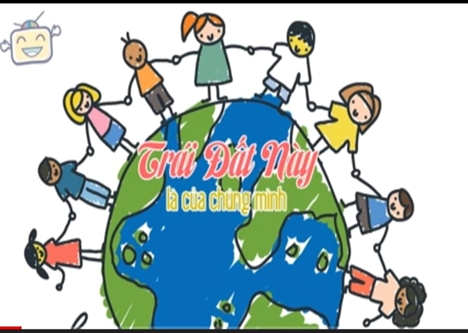 Trái Đất Này
là của chúng mình